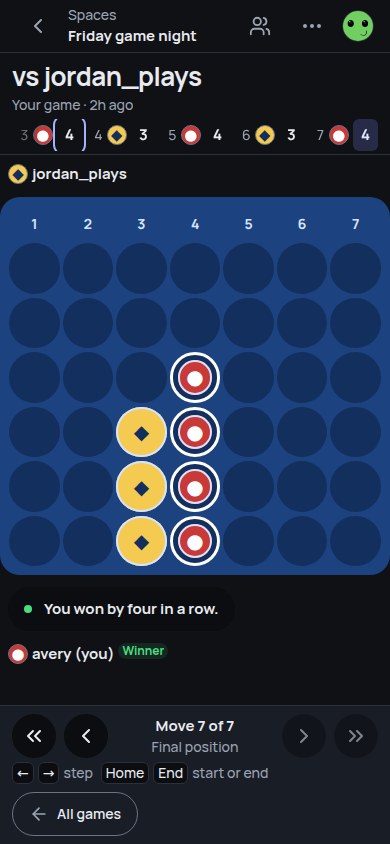 Spaces
Friday game night
vs jordan_plays
Your game · 2h ago
3 4 4 3 5 4 6 3 7 4
jordan_plays
1 2 3 4 5 6 7
You won by four in a row.
avery (you) Winner
Move 7 of 7
Final position
← → step Home End start or end
← All games